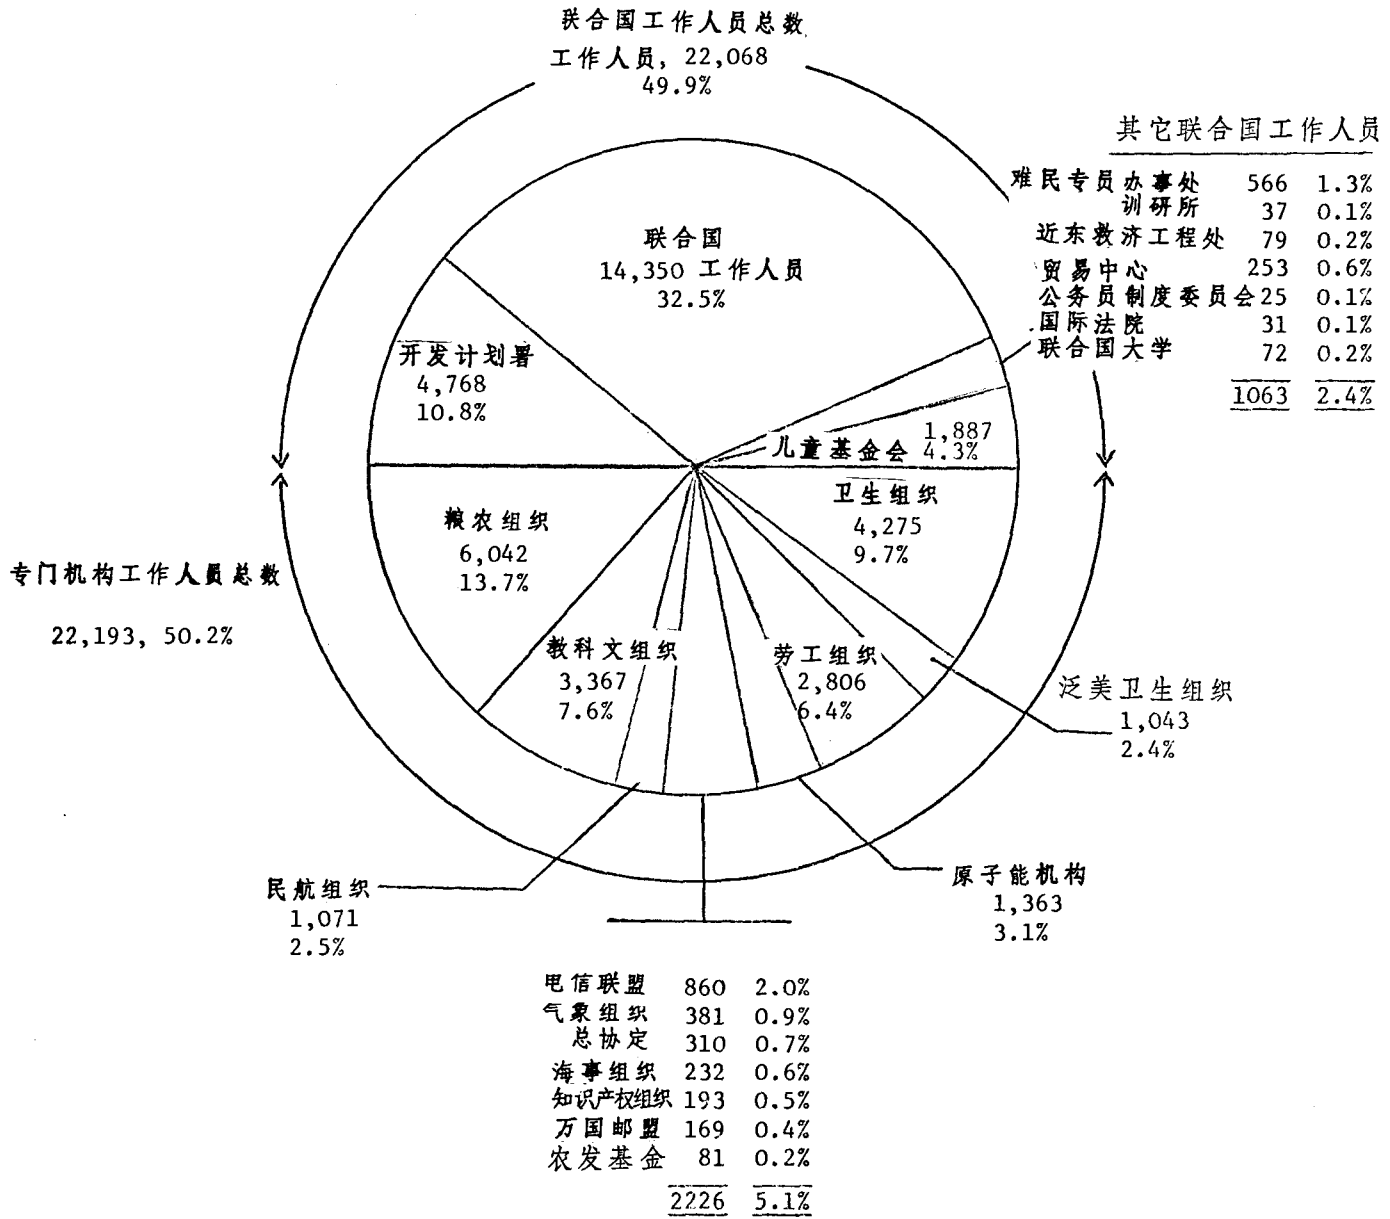 联合国工作人员总数
工作人员, 22,068
49.9%
其它联合国工作人员
难民专员办事处 566 1.3%
训研所 37 0.1%
近东救济工程处 79 0.2%
贸易中心 253 0.6%
公务员制度委员会 25 0.1%
国际法院 31 0.1%
联合国大学 72 0.2%
1063 2.4%
联合国
14,350 工作人员
32.5%
开发计划署
4,768
10.8%
儿童基金会 1,887
4.3%
卫生组织
4,275
9.7%
粮农组织
6,042
13.7%
专门机构工作人员总数
22,193, 50.2%
教科文组织
3,367
7.6%
劳工组织
2,806
6.4%
泛美卫生组织
1,043
2.4%
民航组织
1,071
2.5%
原子能机构
1,363
3.1%
电信联盟 860 2.0%
气象组织 381 0.9%
总协定 310 0.7%
海事组织 232 0.6%
知识产权组织 193 0.5%
万国邮盟 169 0.4%
农发基金 81 0.2%
2226 5.1%